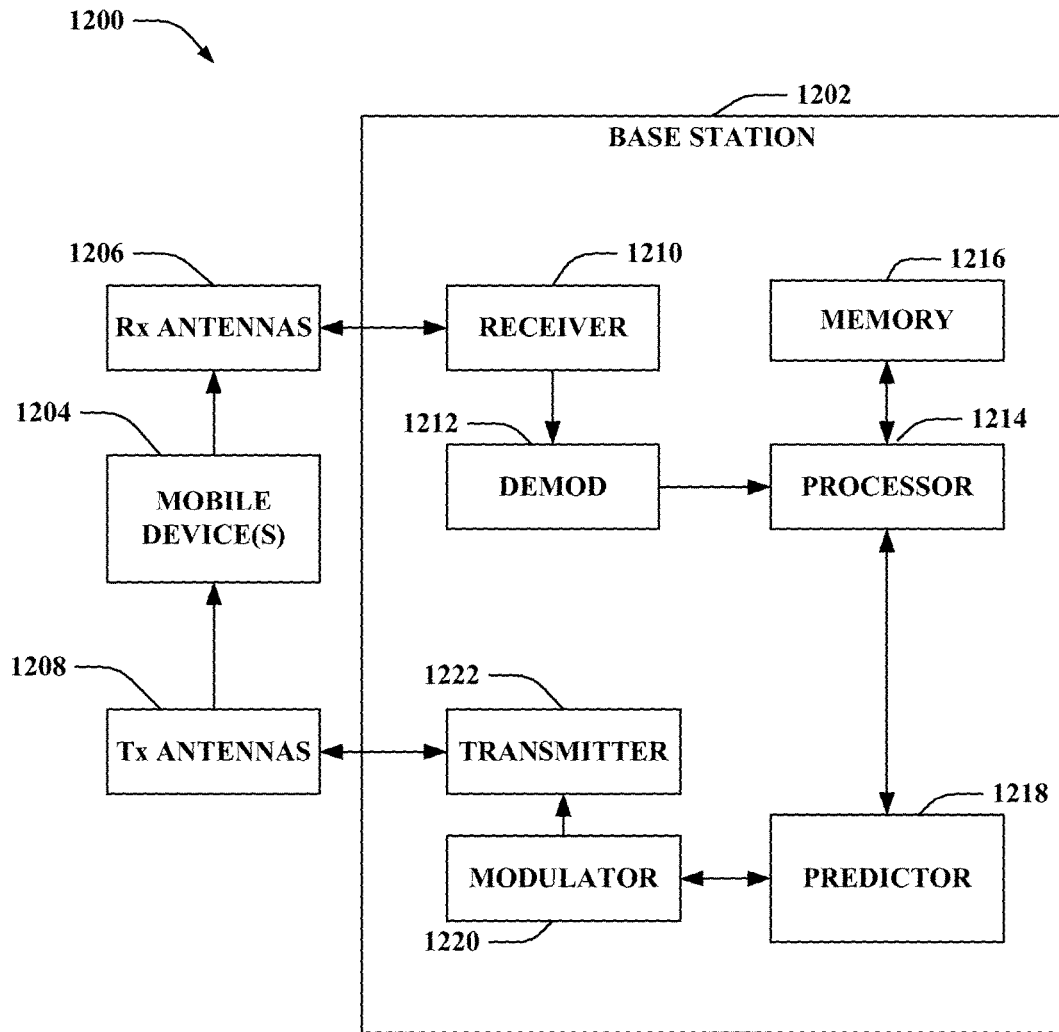 1200
1202
BASE STATION
1206
1210
1216
Rx ANTENNAS
RECEIVER
MEMORY
1204
1212
1214
MOBILE
DEVICE(S)
DEMOD
PROCESSOR
1208
1222
Tx ANTENNAS
TRANSMITTER
1218
MODULATOR
PREDICTOR
1220